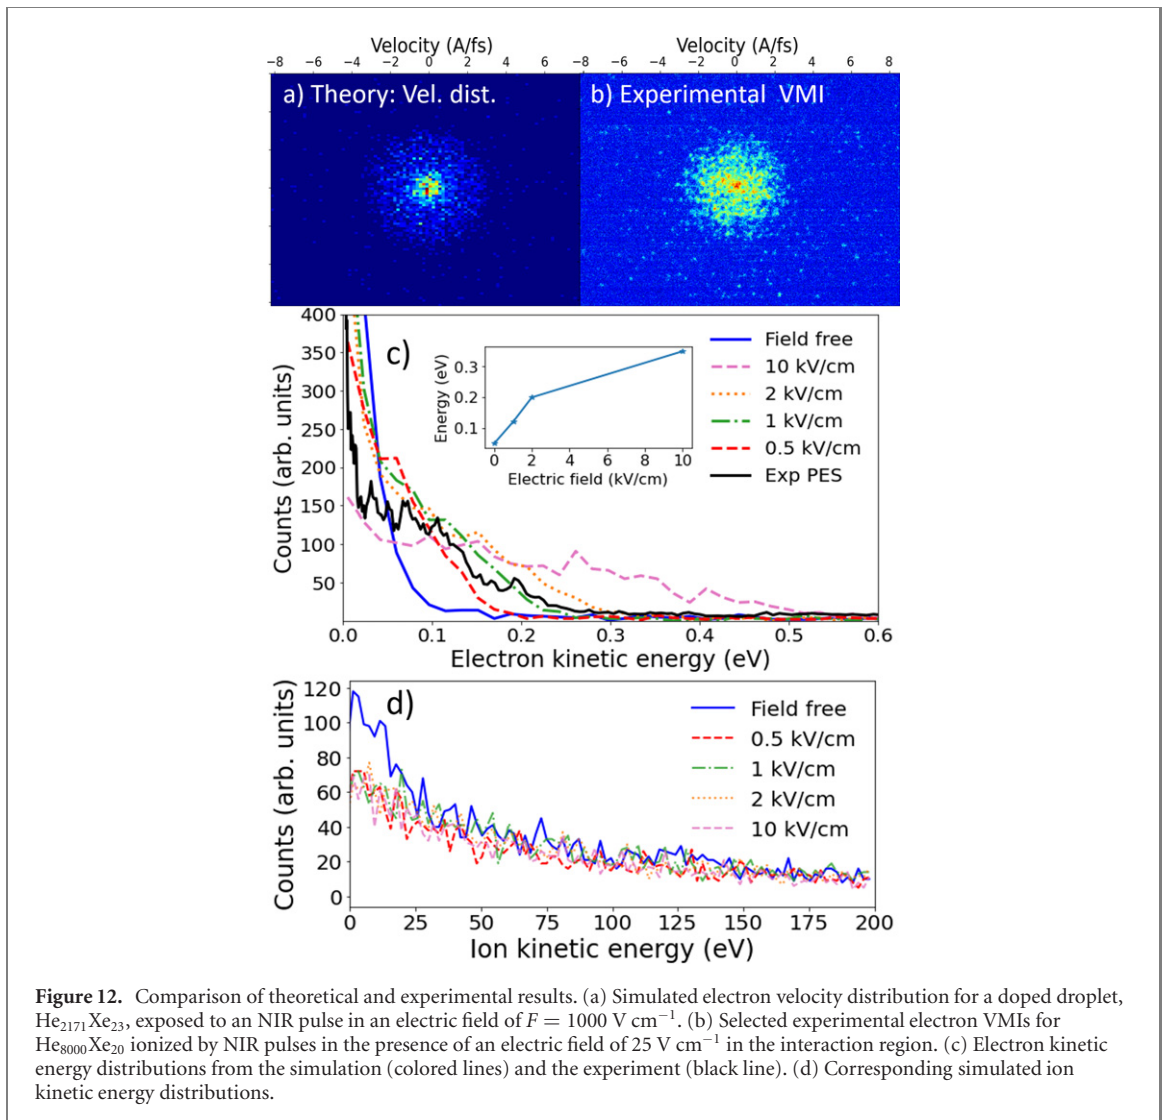 Velocity (A/fs)
Velocity (A/fs)
−8 −6 −4 −2 0 2 4 6 −8 −6 −4 −2 0 2 4 6 8
a) Theory: Vel. dist.
b) Experimental VMI
c)
400
350
300
250
200
150
100
50
Counts (arb. units)
0.0 0.1 0.2 0.3 0.4 0.5 0.6
Electron kinetic energy (eV)
0.3
0.2
0.1
Energy (eV)
0 2 4 6 8 10
Electric field (kV/cm)
Field free
10 kV/cm
2 kV/cm
1 kV/cm
0.5 kV/cm
Exp PES
d)
120
100
80
60
40
20
0
Counts (arb. units)
0 25 50 75 100 125 150 175 200
Ion kinetic energy (eV)
Field free
0.5 kV/cm
1 kV/cm
2 kV/cm
10 kV/cm
Figure 12. Comparison of theoretical and experimental results. (a) Simulated electron velocity distribution for a doped droplet,
He₂₁₇₁Xe₂₃, exposed to an NIR pulse in an electric field of F = 1000 V cm⁻¹. (b) Selected experimental electron VMIs for
He₈₀₀₀Xe₂₀ ionized by NIR pulses in the presence of an electric field of 25 V cm⁻¹ in the interaction region. (c) Electron kinetic
energy distributions from the simulation (colored lines) and the experiment (black line). (d) Corresponding simulated ion
kinetic energy distributions.